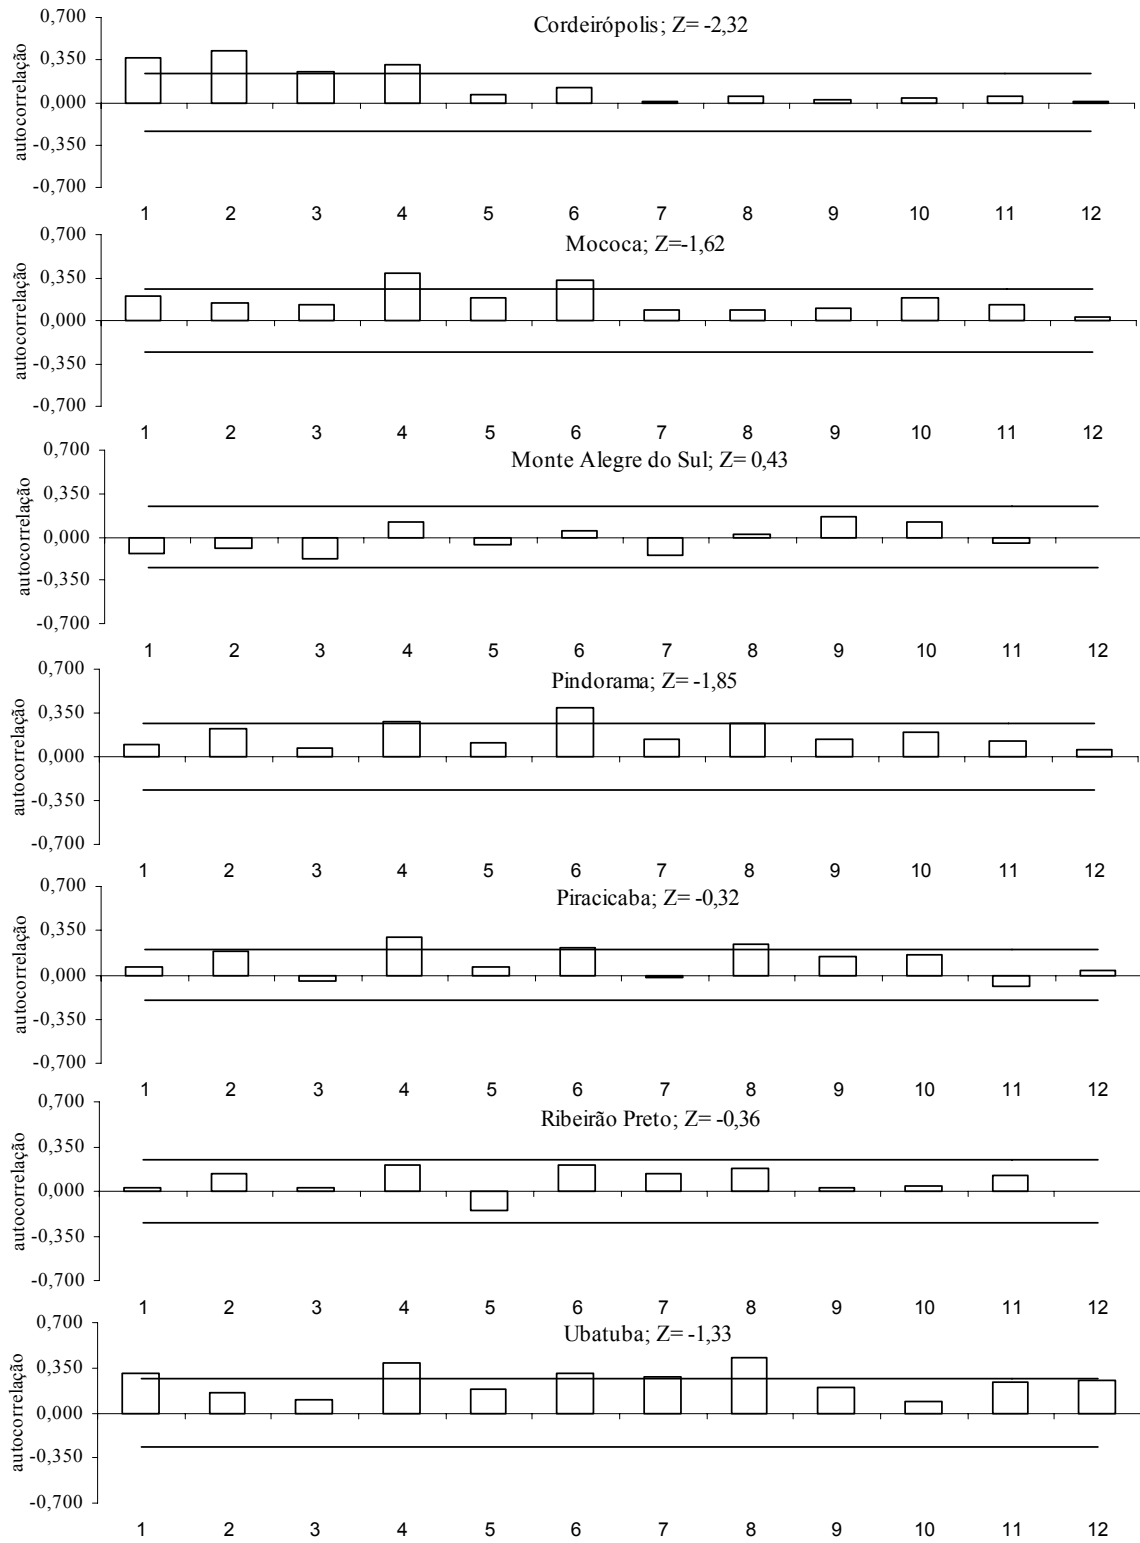 Cordeirópolis; Z= -2,32
autocorrelação
0,700
0,350
0,000
-0,350
-0,700
1 2 3 4 5 6 7 8 9 10 11 12
Mococa; Z=-1,62
autocorrelação
0,700
0,350
0,000
-0,350
-0,700
1 2 3 4 5 6 7 8 9 10 11 12
Monte Alegre do Sul; Z= 0,43
autocorrelação
0,700
0,350
0,000
-0,350
-0,700
1 2 3 4 5 6 7 8 9 10 11 12
Pindorama; Z= -1,85
autocorrelação
0,700
0,350
0,000
-0,350
-0,700
1 2 3 4 5 6 7 8 9 10 11 12
Piracicaba; Z= -0,32
autocorrelação
0,700
0,350
0,000
-0,350
-0,700
1 2 3 4 5 6 7 8 9 10 11 12
Ribeirão Preto; Z= -0,36
autocorrelação
0,700
0,350
0,000
-0,350
-0,700
1 2 3 4 5 6 7 8 9 10 11 12
Ubatuba; Z= -1,33
autocorrelação
0,700
0,350
0,000
-0,350
-0,700
1 2 3 4 5 6 7 8 9 10 11 12